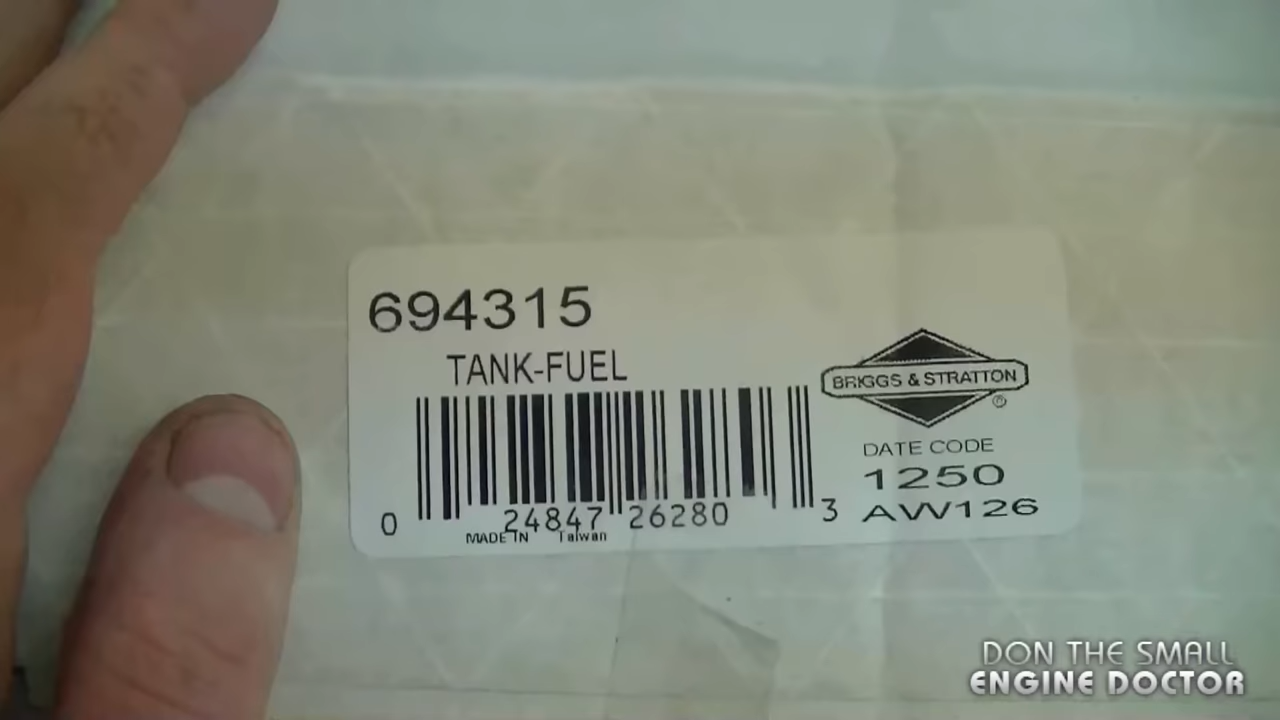 694315
TANK-FUEL
BRIGGS & STRATTON
®
DATE CODE
1250
AW126
0 24847 26280 3
MADE IN Taiwan
DON THE SMALL
ENGINE DOCTOR